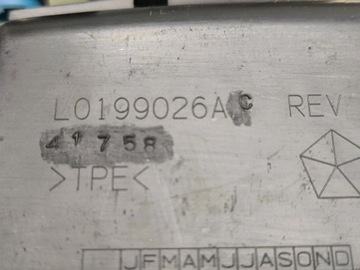 L0199026AC REV
41758
>TPE<
JFMAMJJASOND